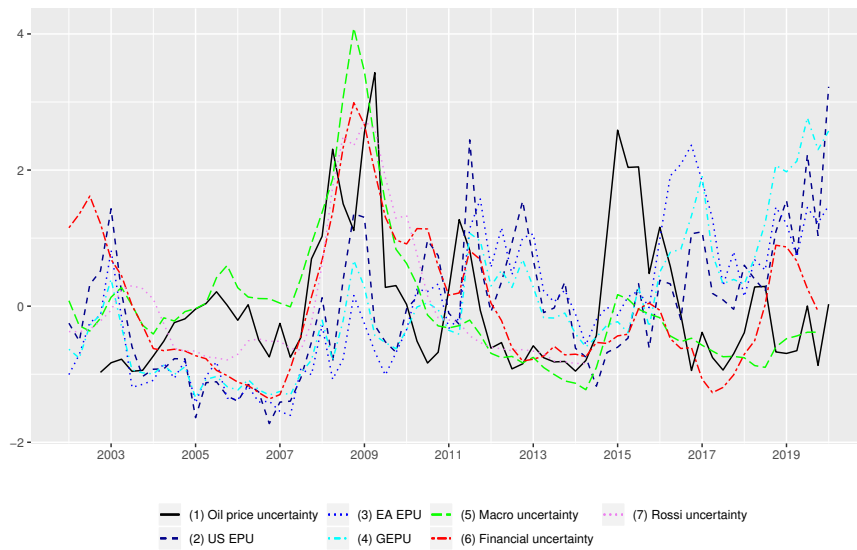 4
2
0
−2
2003 2005 2007 2009 2011 2013 2015 2017 2019
(1) Oil price uncertainty (3) EA EPU (5) Macro uncertainty (7) Rossi uncertainty
(2) US EPU (4) GEPU (6) Financial uncertainty